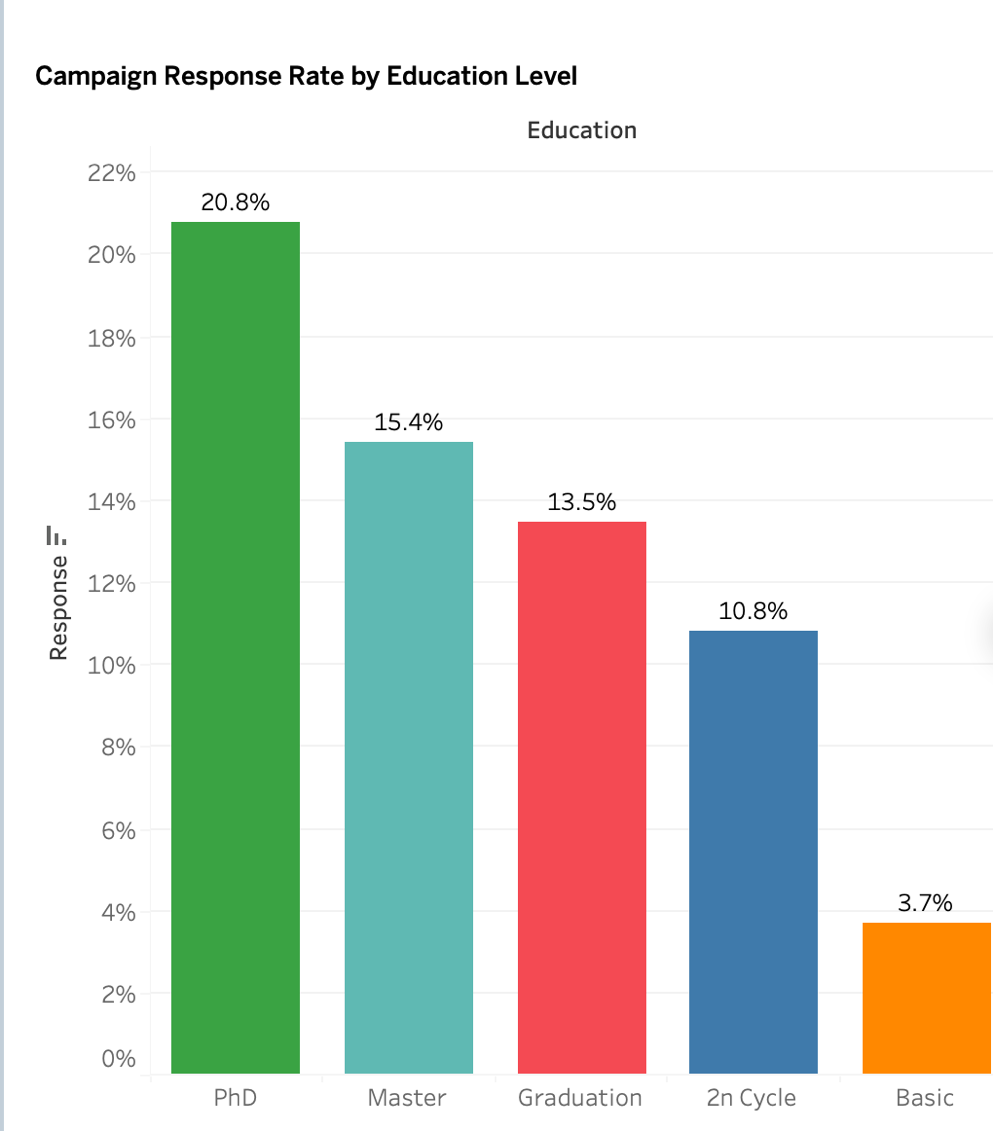 Campaign Response Rate by Education Level
Education
22%
20%
18%
16%
14%
12%
10%
8%
6%
4%
2%
0%
Response
20.8%
15.4%
13.5%
10.8%
3.7%
PhD
Master
Graduation
2n Cycle
Basic